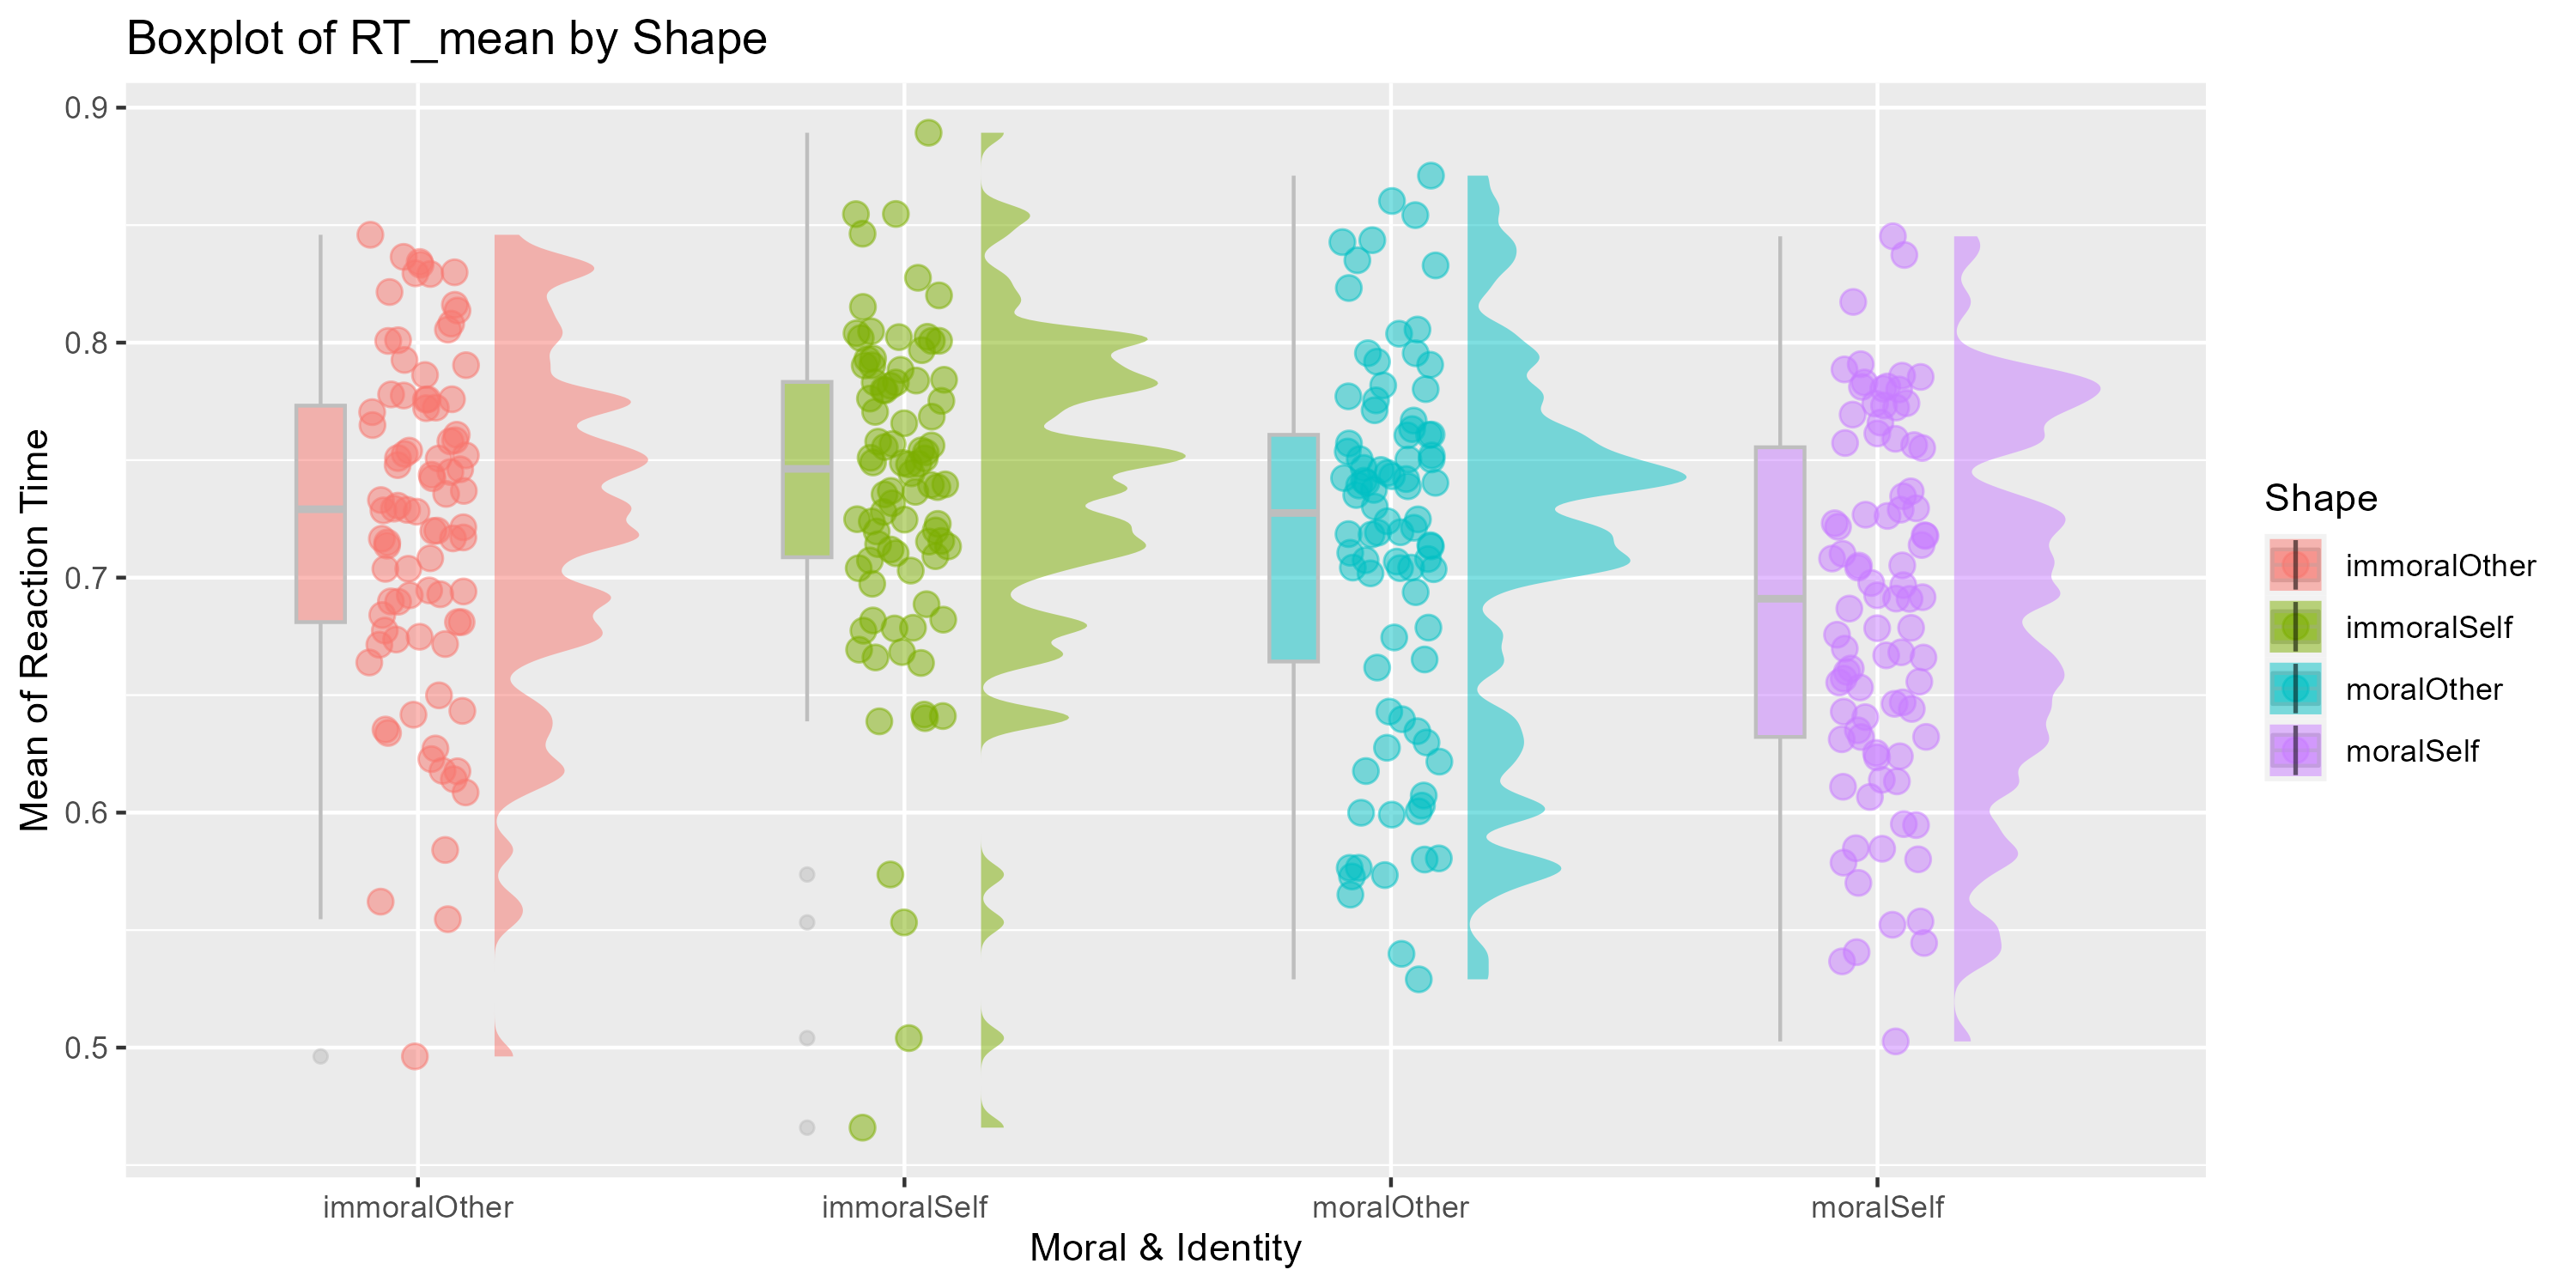 Boxplot of RT_mean by Shape
0.9
0.8
0.7
0.6
0.5
Mean of Reaction Time
immoralOther
immoralSelf
moralOther
moralSelf
Moral & Identity
Shape
immoralOther
immoralSelf
moralOther
moralSelf